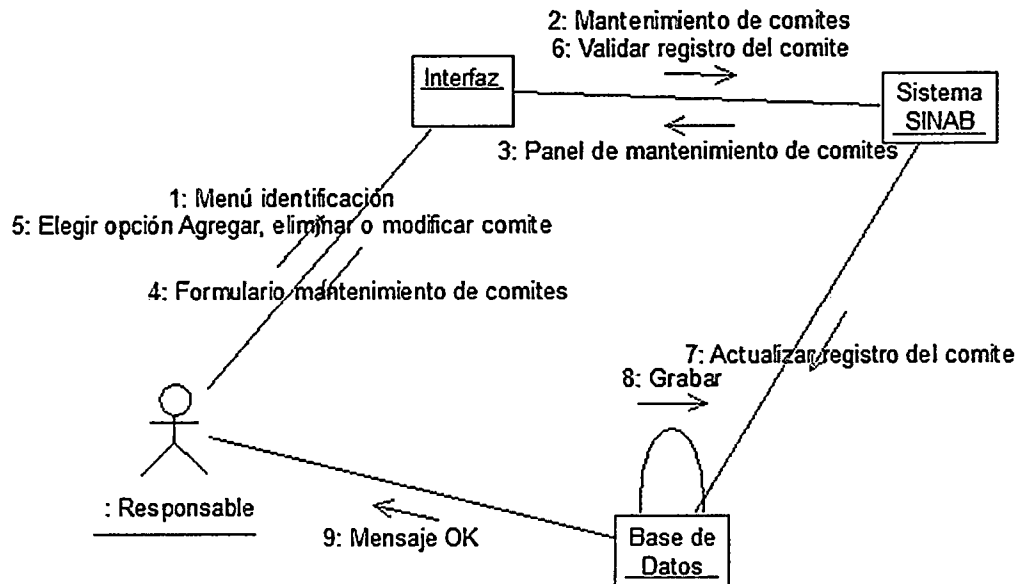 2: Mantenimiento de comites
6: Validar registro del comite
Interfaz
Sistema
SINAB
3: Panel de mantenimiento de comites
1: Menú identificación
5: Elegir opción Agregar, eliminar o modificar comite
4: Formulario mantenimiento de comites
7: Actualizar registro del comite
8: Grabar
: Responsable
9: Mensaje OK
Base de
Datos